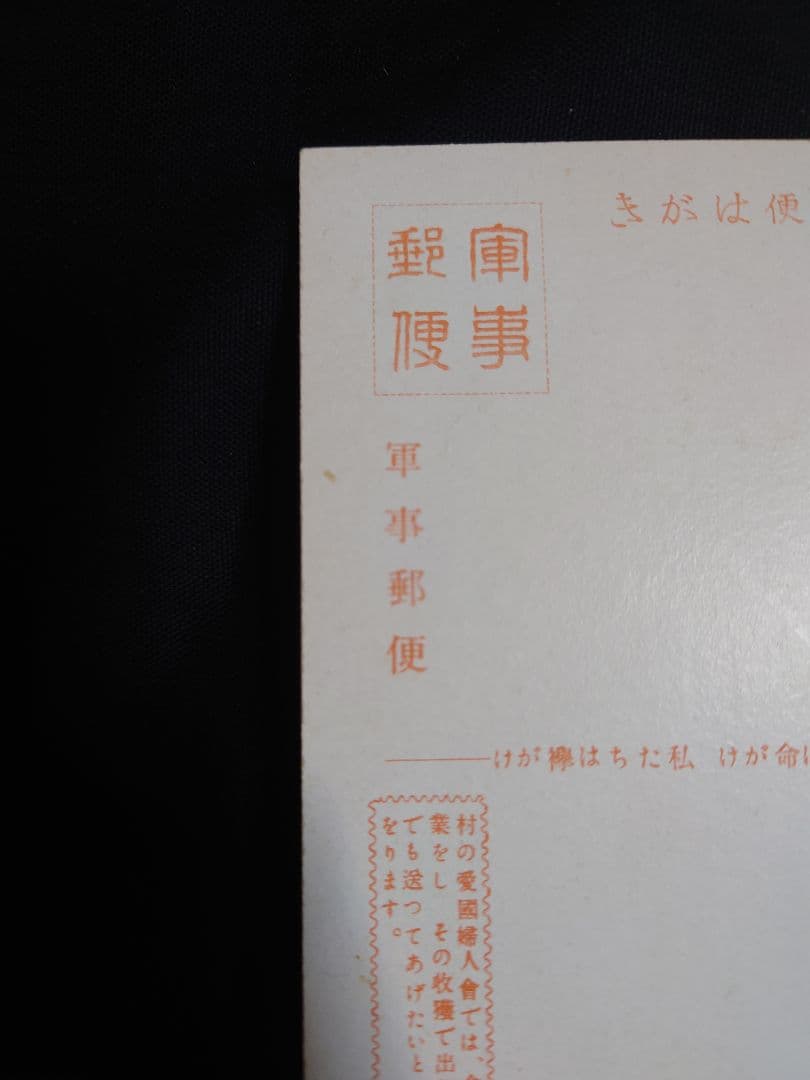 便はがき
軍事
郵便
軍事郵便
命がけ 私たちは襷がけ
村の愛國婦人會では、
業をし その收獲で出
でも送つてあげたいと
をります。